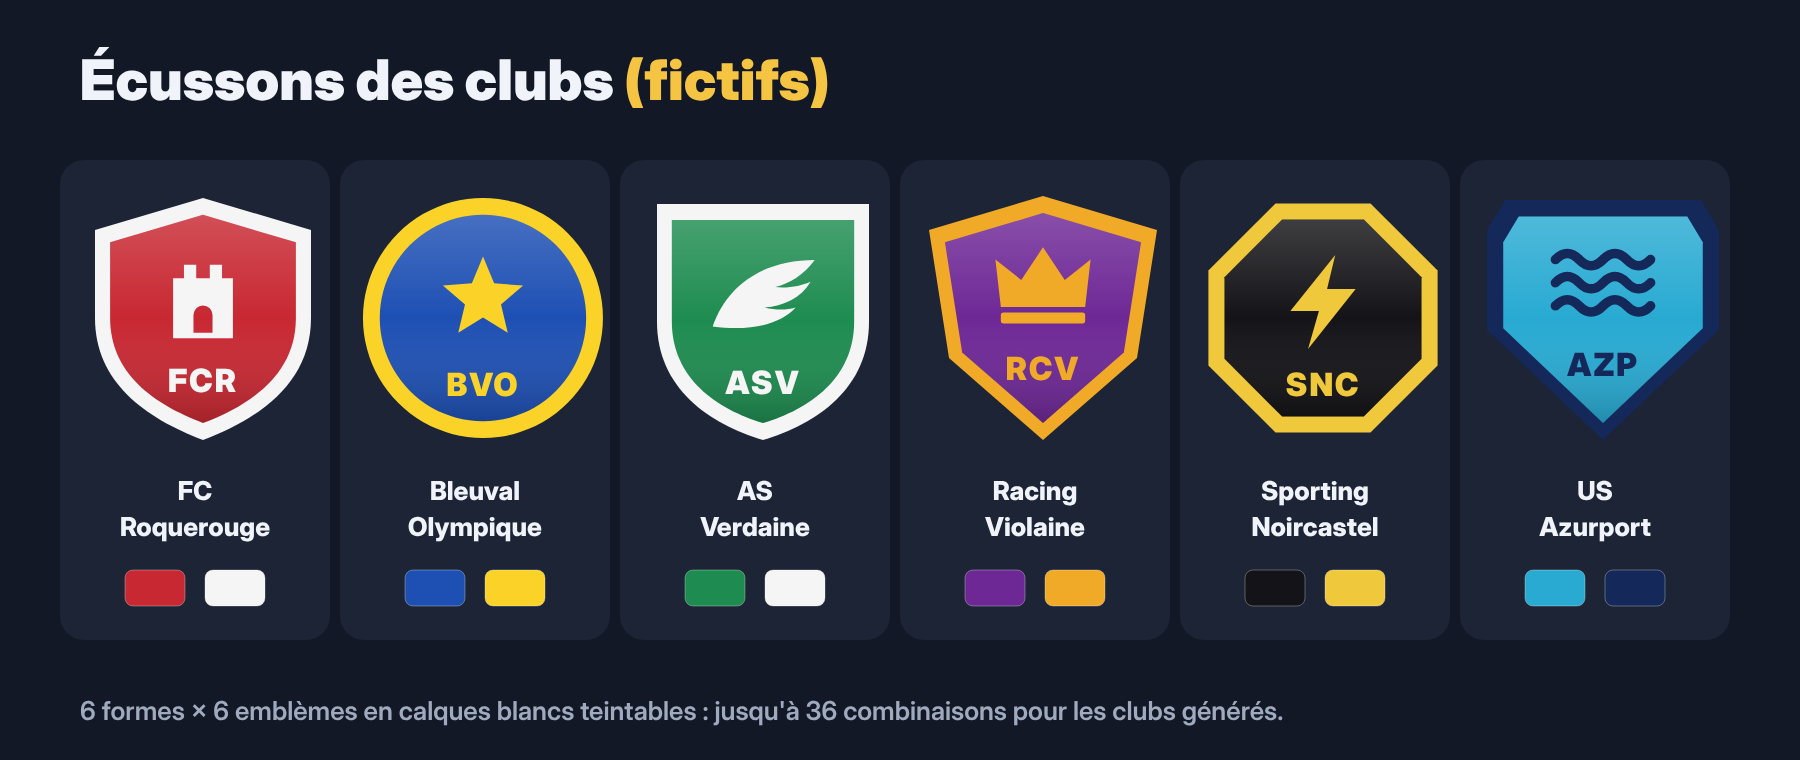 Écussons des clubs (fictifs)
FCR
FC
Roquerouge
BVO
Bleuval
Olympique
ASV
AS
Verdaine
RCV
Racing
Violaine
SNC
Sporting
Noircastel
AZP
US
Azurport
6 formes × 6 emblèmes en calques blancs teintables : jusqu'à 36 combinaisons pour les clubs générés.